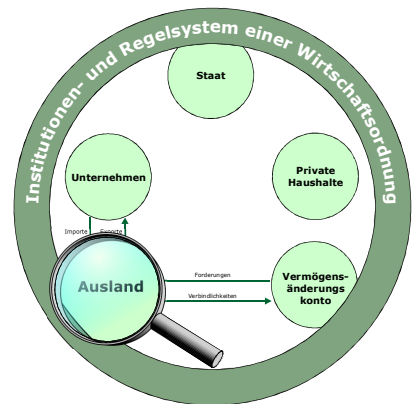 Institutionen- und Regelsystem einer Wirtschaftsordnung
Staat
Unternehmen
Private
Haushalte
Importe
Exporte
Ausland
Forderungen
Verbindlichkeiten
Vermögens-
änderungs
konto